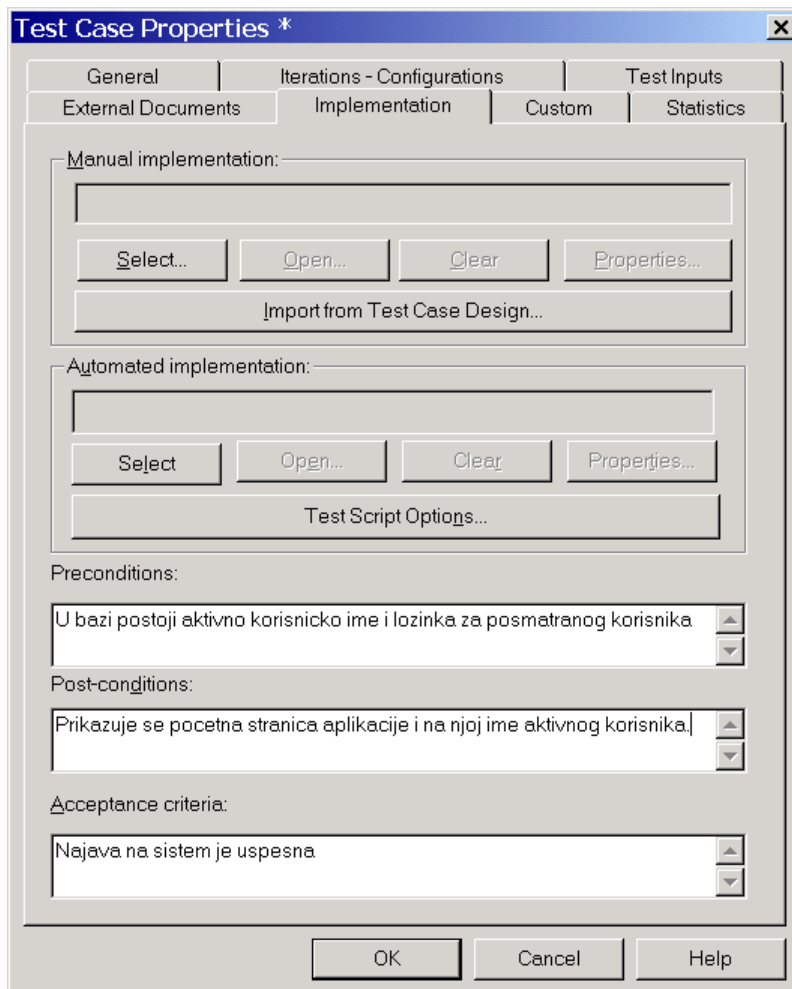 Test Case Properties *
General Iterations - Configurations Test Inputs
External Documents Implementation Custom Statistics
Manual implementation:
Select... Open... Clear Properties...
Import from Test Case Design...
Automated implementation:
Select Open... Clear Properties...
Test Script Options...
Preconditions:
U bazi postoji aktivno korisnicko ime i lozinka za posmatranog korisnika
Post-conditions:
Prikazuje se pocetna stranica aplikacije i na njoj ime aktivnog korisnika.
Acceptance criteria:
Najava na sistem je uspesna
OK Cancel Help